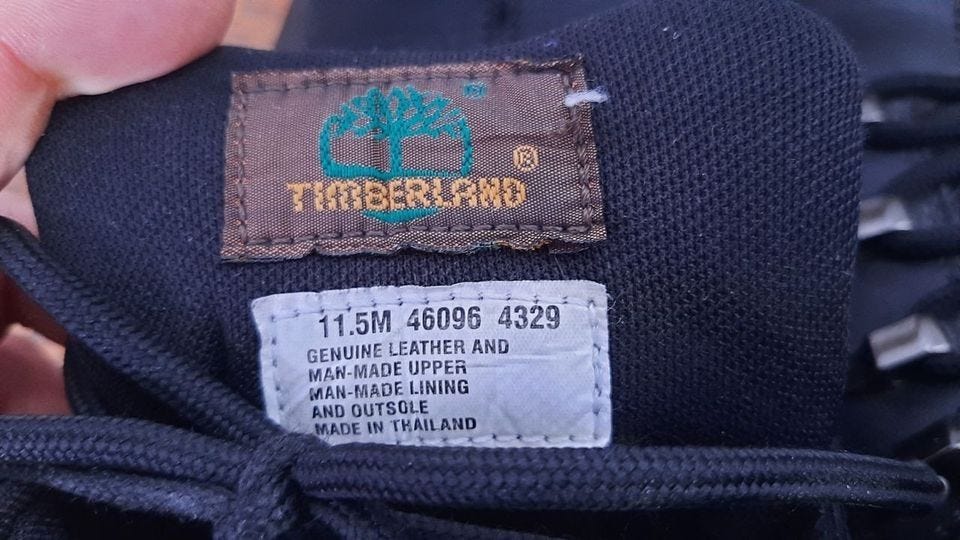 ®
®
TIMBERLAND
11.5M 46096 4329
GENUINE LEATHER AND
MAN-MADE UPPER
MAN-MADE LINING
AND OUTSOLE
MADE IN THAILAND